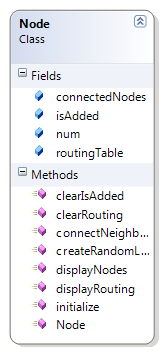 Node
Class
Fields
connectedNodes
isAdded
num
routingTable
Methods
clearIsAdded
clearRouting
connectNeighb...
createRandomL...
displayNodes
displayRouting
initialize
Node